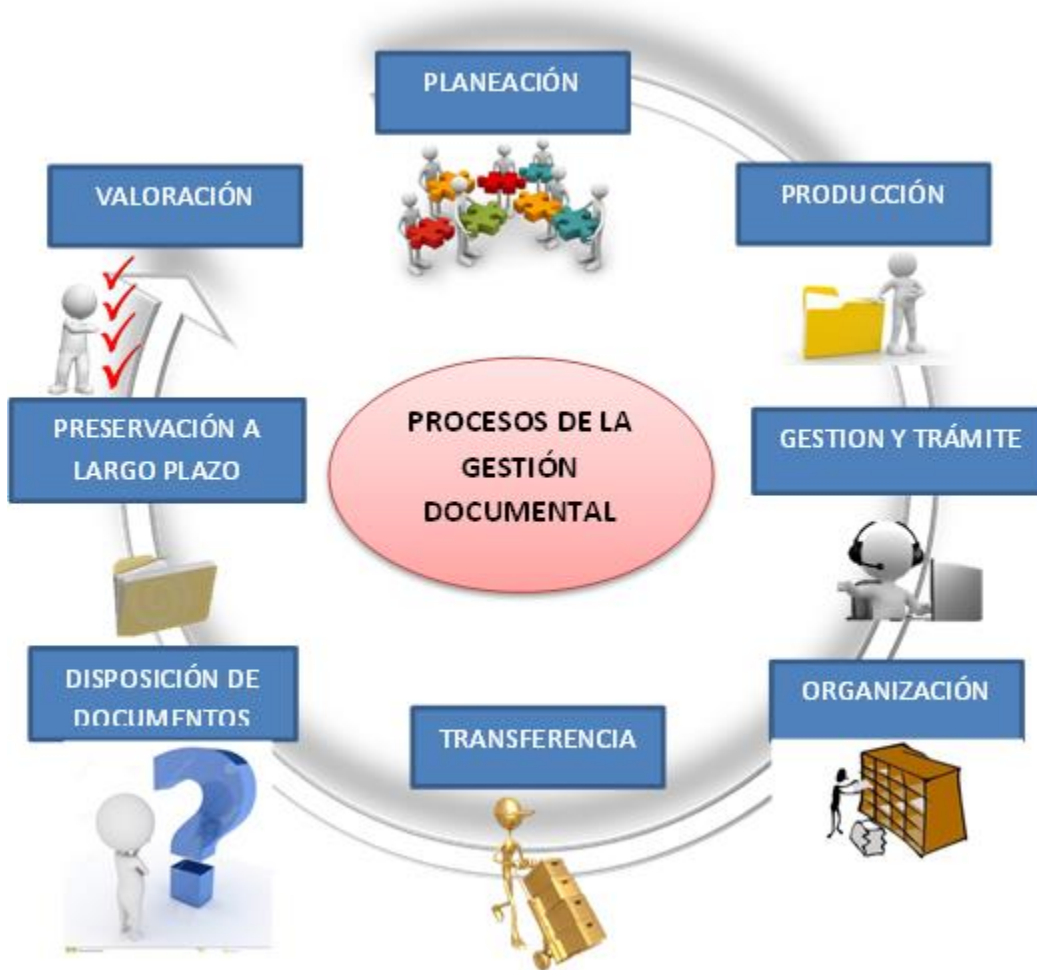 PLANEACIÓN
PRODUCCIÓN
GESTION Y TRÁMITE
ORGANIZACIÓN
TRANSFERENCIA
DISPOSICIÓN DE
DOCUMENTOS
PRESERVACIÓN A
LARGO PLAZO
VALORACIÓN
PROCESOS DE LA
GESTIÓN
DOCUMENTAL